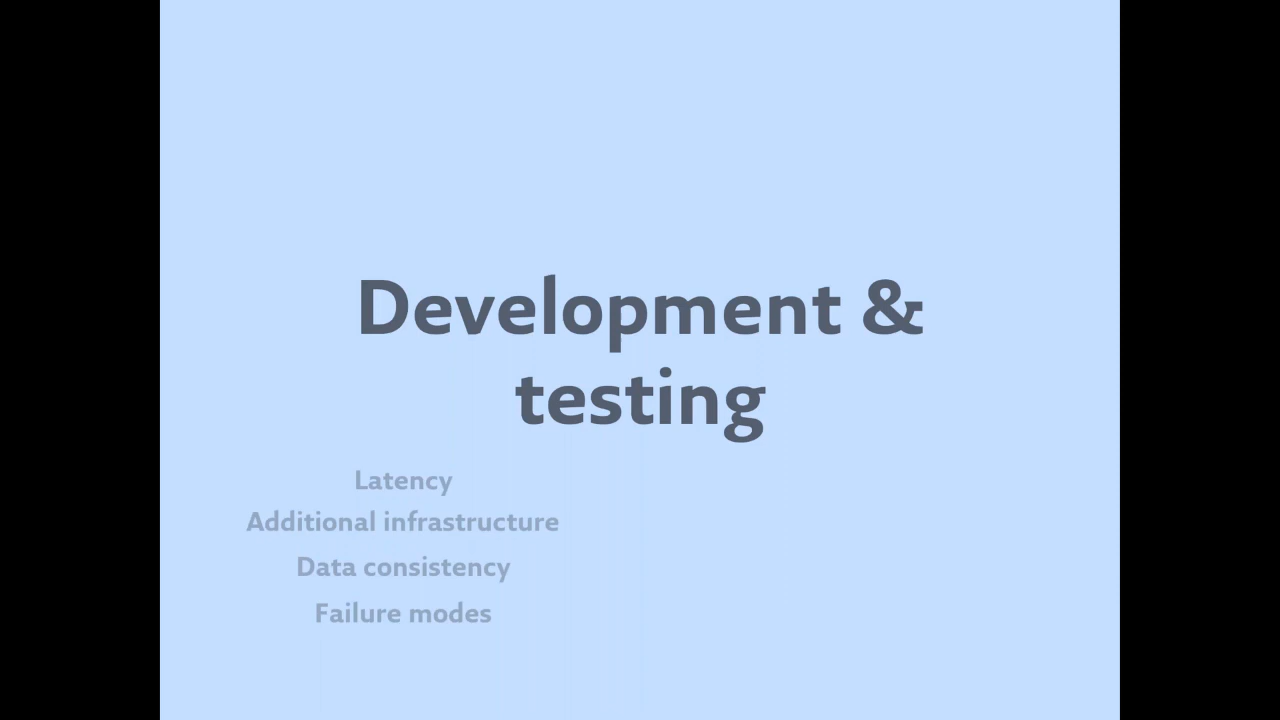 Development &
testing
Latency
Additional infrastructure
Data consistency
Failure modes